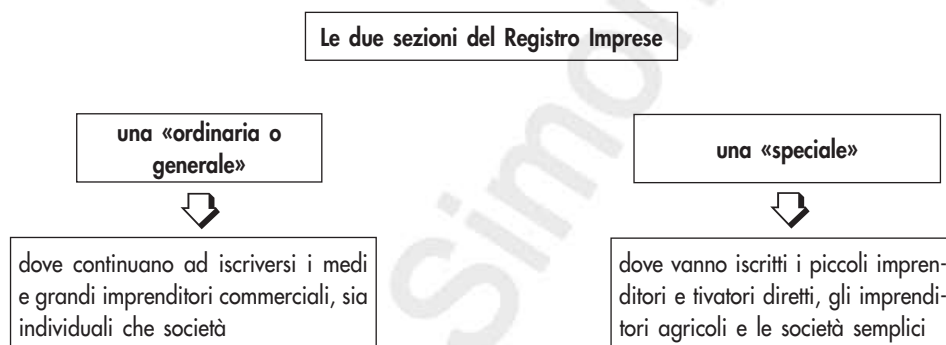 Le due sezioni del Registro Imprese
una «ordinaria o
generale»
una «speciale»
dove continuano ad iscriversi i medi
e grandi imprenditori commerciali, sia
individuali che società
dove vanno iscritti i piccoli impren-
ditori e tivatori diretti, gli imprendi-
tori agricoli e le società semplici
Simon